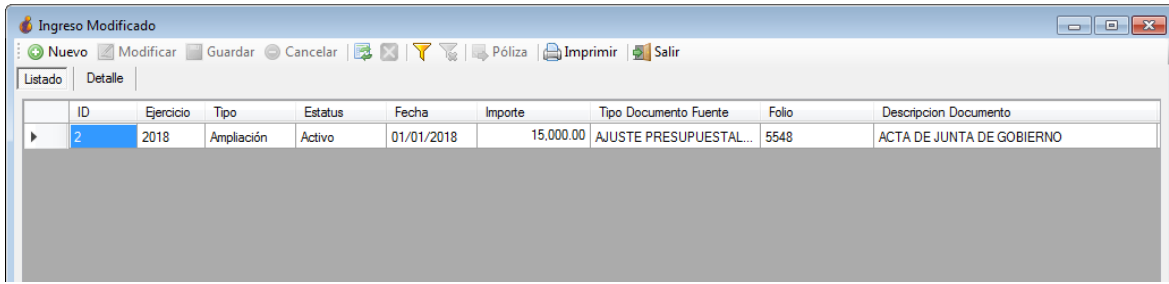 Ingreso Modificado
Nuevo Modificar Guardar Cancelar Póliza Imprimir Salir
Listado Detalle
ID Ejercicio Tipo Estatus Fecha Importe Tipo Documento Fuente Folio Descripcion Documento
2 2018 Ampliación Activo 01/01/2018 15,000.00 AJUSTE PRESUPUESTAL... 5548 ACTA DE JUNTA DE GOBIERNO